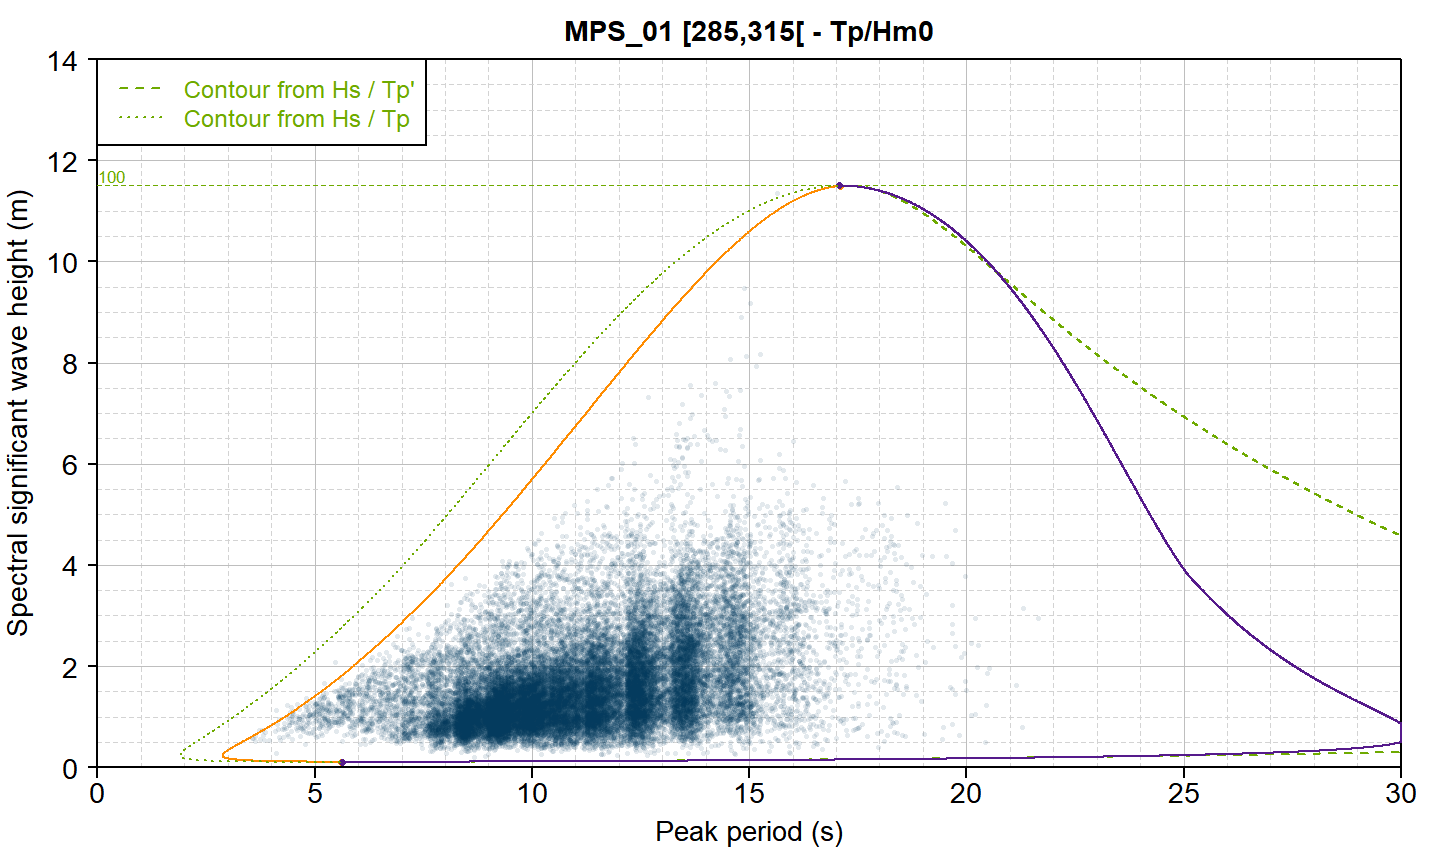 MPS_01 [285,315[ - Tp/Hm0
Contour from Hs / Tp'
Contour from Hs / Tp
100
14
12
10
8
6
4
2
0
Spectral significant wave height (m)
0 5 10 15 20 25 30
Peak period (s)